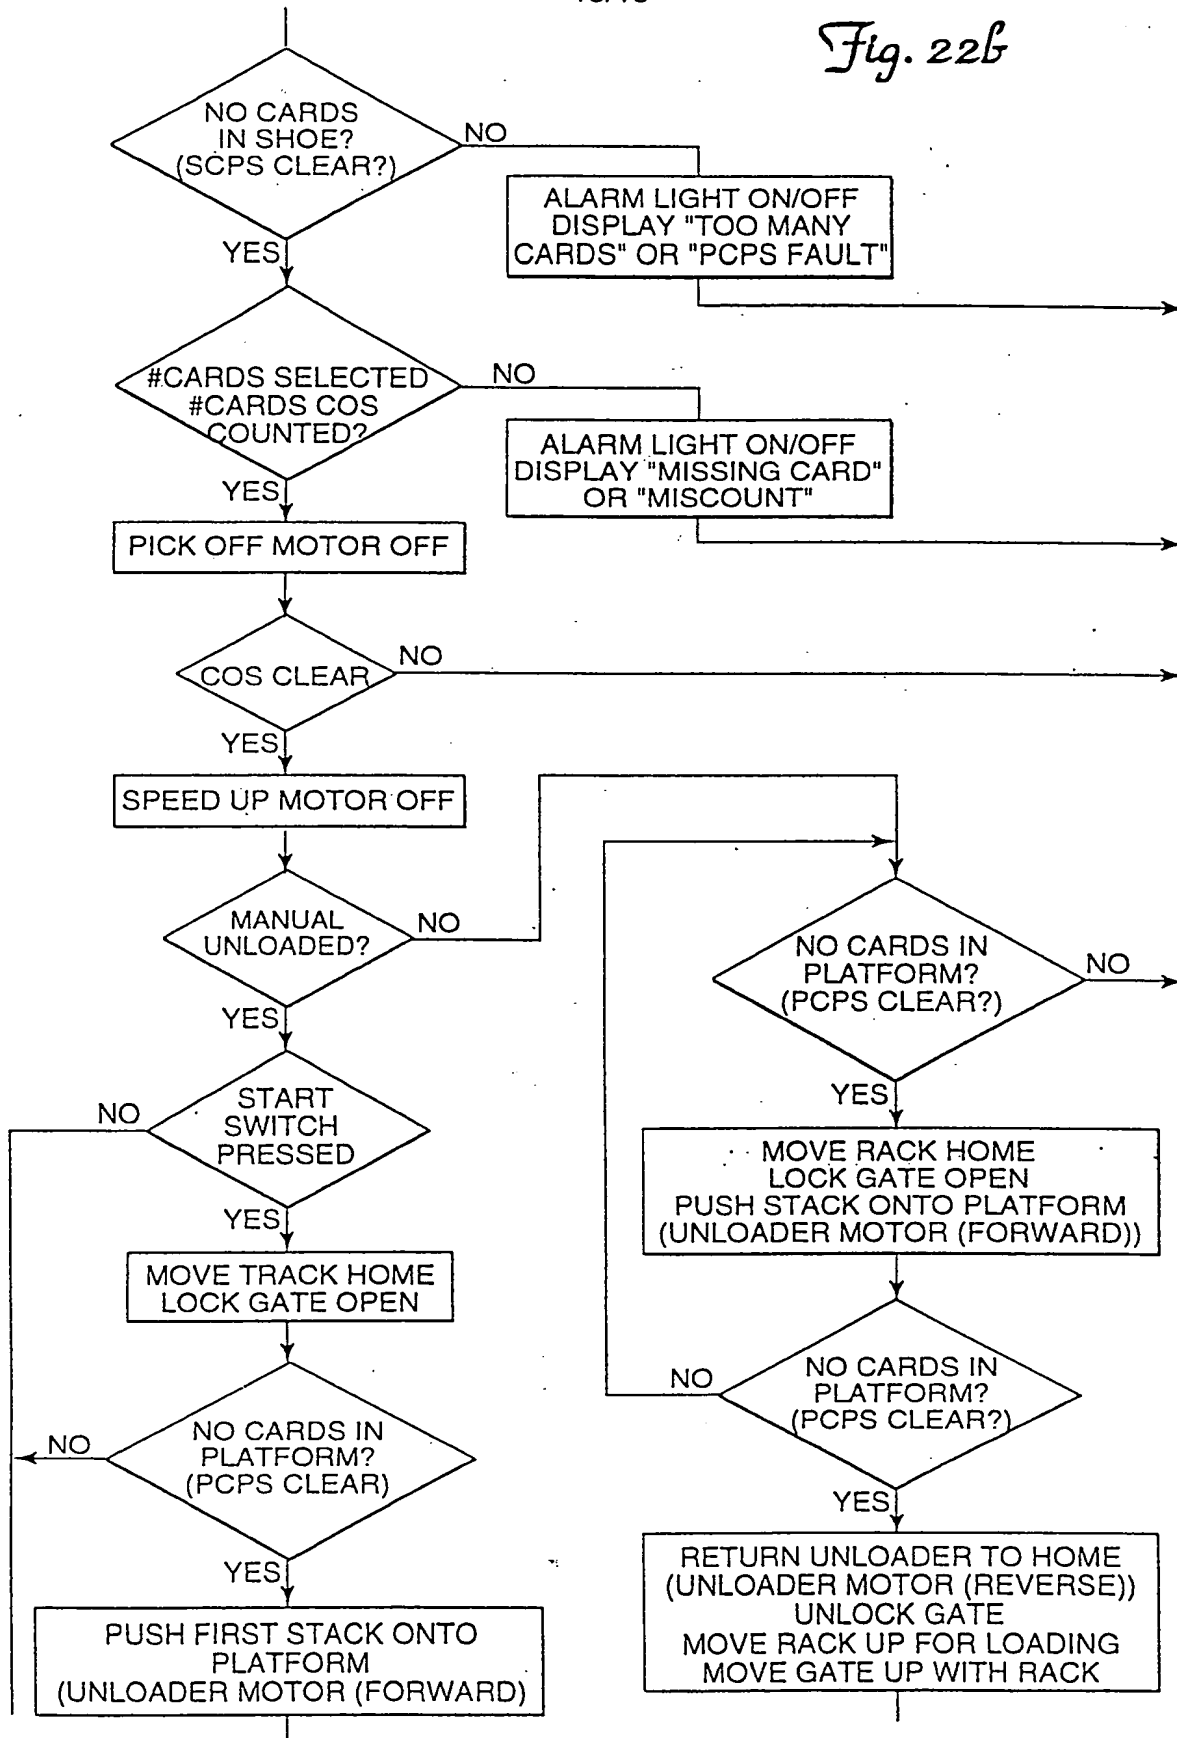 Fig. 22b
NO CARDS
IN SHOE?
(SCPS CLEAR?)
NO
ALARM LIGHT ON/OFF
DISPLAY "TOO MANY
CARDS" OR "PCPS FAULT"
YES
#CARDS SELECTED
#CARDS COS
COUNTED?
NO
ALARM LIGHT ON/OFF
DISPLAY "MISSING CARD"
OR "MISCOUNT"
YES
PICK OFF MOTOR OFF
COS CLEAR
NO
YES
SPEED UP MOTOR OFF
MANUAL
UNLOADED?
NO
YES
START
SWITCH
PRESSED
NO
YES
MOVE TRACK HOME
LOCK GATE OPEN
NO CARDS IN
PLATFORM?
(PCPS CLEAR)
NO
YES
PUSH FIRST STACK ONTO
PLATFORM
(UNLOADER MOTOR (FORWARD)
NO CARDS IN
PLATFORM?
(PCPS CLEAR?)
NO
YES
MOVE RACK HOME
LOCK GATE OPEN
PUSH STACK ONTO PLATFORM
(UNLOADER MOTOR (FORWARD))
NO CARDS IN
PLATFORM?
(PCPS CLEAR?)
NO
YES
RETURN UNLOADER TO HOME
(UNLOADER MOTOR (REVERSE))
UNLOCK GATE
MOVE RACK UP FOR LOADING
MOVE GATE UP WITH RACK